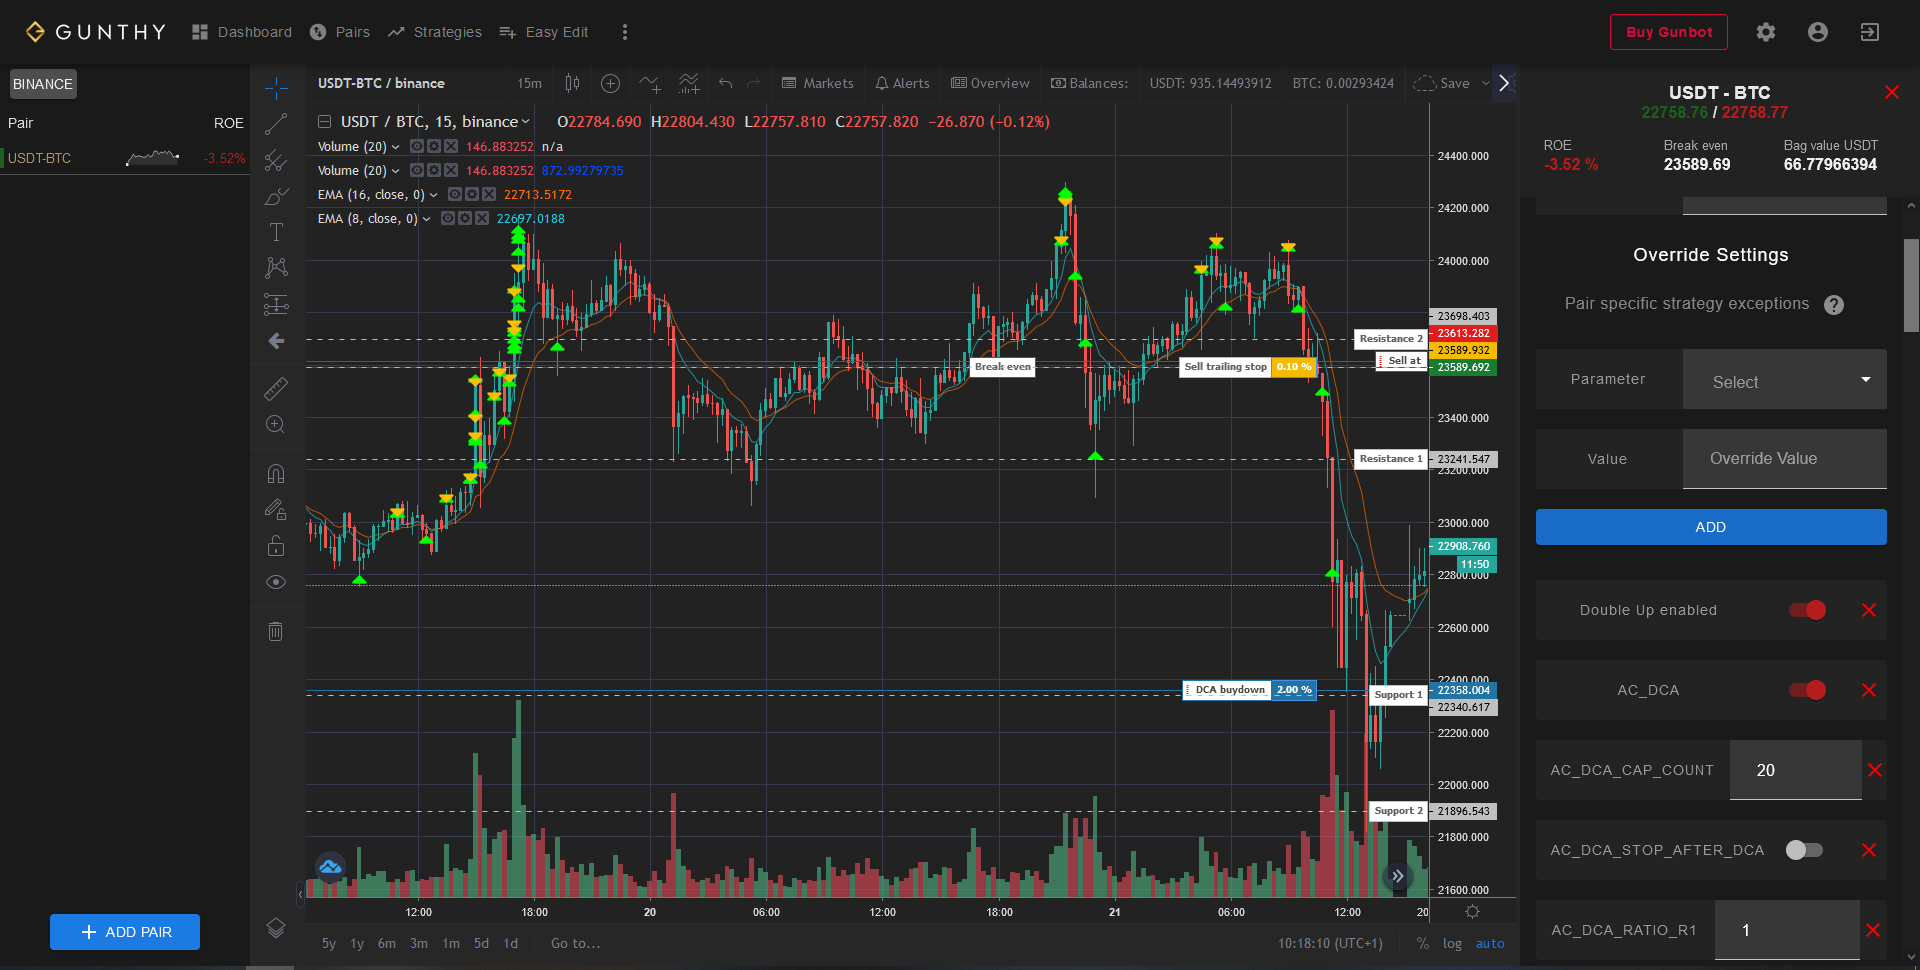 GUNTHY
Dashboard
Pairs
Strategies
Easy Edit
Buy Gunbot
BINANCE
Pair ROE
USDT-BTC -3.52%
ADD PAIR
USDT-BTC / binance
15m
Markets
Alerts
Overview
Balances:
USDT: 935.14493912
BTC: 0.00293424
Save
USDT / BTC, 15, binance O22784.690 H22804.430 L22757.810 C22757.820 −26.870 (−0.12%)
Volume (20) 146.883252 n/a
Volume (20) 146.883252 872.99279735
EMA (16, close, 0) 22713.5172
EMA (8, close, 0) 22697.0188
24400.000
24200.000
24000.000
23698.403
Resistance 2 23613.282
23589.932
Sell at
Break even
Sell trailing stop 0.10 %
23589.692
23400.000
Resistance 1 23241.547
23200.000
23000.000
22908.760
11:50
22800.000
22600.000
22400.000
DCA buydown 2.00 %
22358.004
Support 1
22340.617
22200.000
22000.000
Support 2 21896.543
21800.000
21600.000
12:00 18:00 20 06:00 12:00 18:00 21 06:00 12:00 20
5y 1y 6m 3m 1m 5d 1d Go to...
10:18:10 (UTC+1) % log auto
USDT - BTC
22758.76 / 22758.77
ROE Break even Bag value USDT
-3.52 % 23589.69 66.77966394
Override Settings
Pair specific strategy exceptions ?
Parameter Select
Value Override Value
ADD
Double Up enabled
AC_DCA
AC_DCA_CAP_COUNT 20
AC_DCA_STOP_AFTER_DCA
AC_DCA_RATIO_R1 1